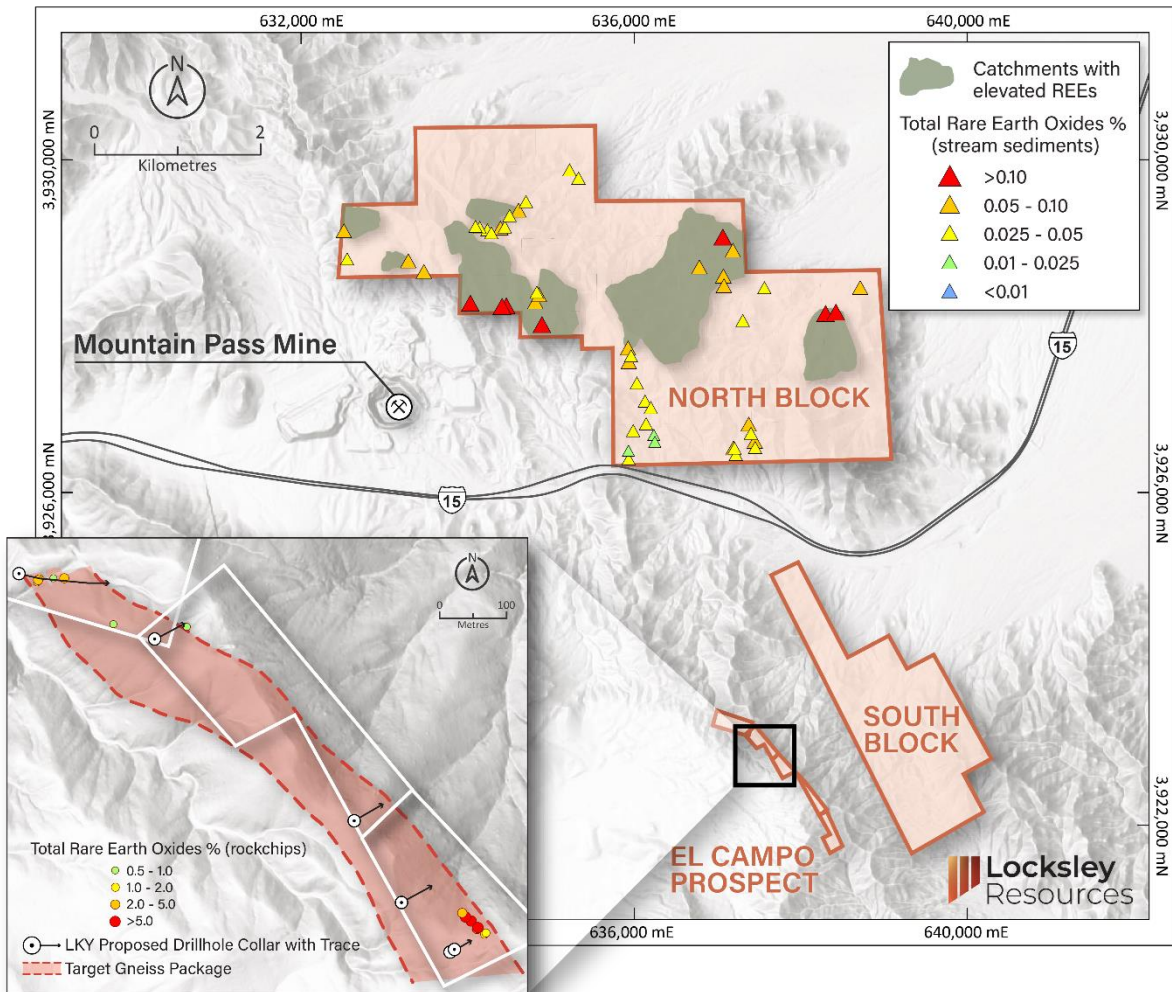 632,000 mE
636,000 mE
640,000 mE
N
0
2
Kilometres
3,930,000 mN
3,930,000 mN
Catchments with
elevated REEs
Total Rare Earth Oxides %
(stream sediments)
>0.10
0.05 - 0.10
0.025 - 0.05
0.01 - 0.025
<0.01
15
Mountain Pass Mine
NORTH BLOCK
15
3,926,000 mN
3,926,000 mN
N
0
100
Metres
SOUTH
BLOCK
3,922,000 mN
EL CAMPO
PROSPECT
Locksley
Resources
Total Rare Earth Oxides % (rockchips)
0.5 - 1.0
1.0 - 2.0
2.0 - 5.0
>5.0
LKY Proposed Drillhole Collar with Trace
Target Gneiss Package
636,000 mE
640,000 mE